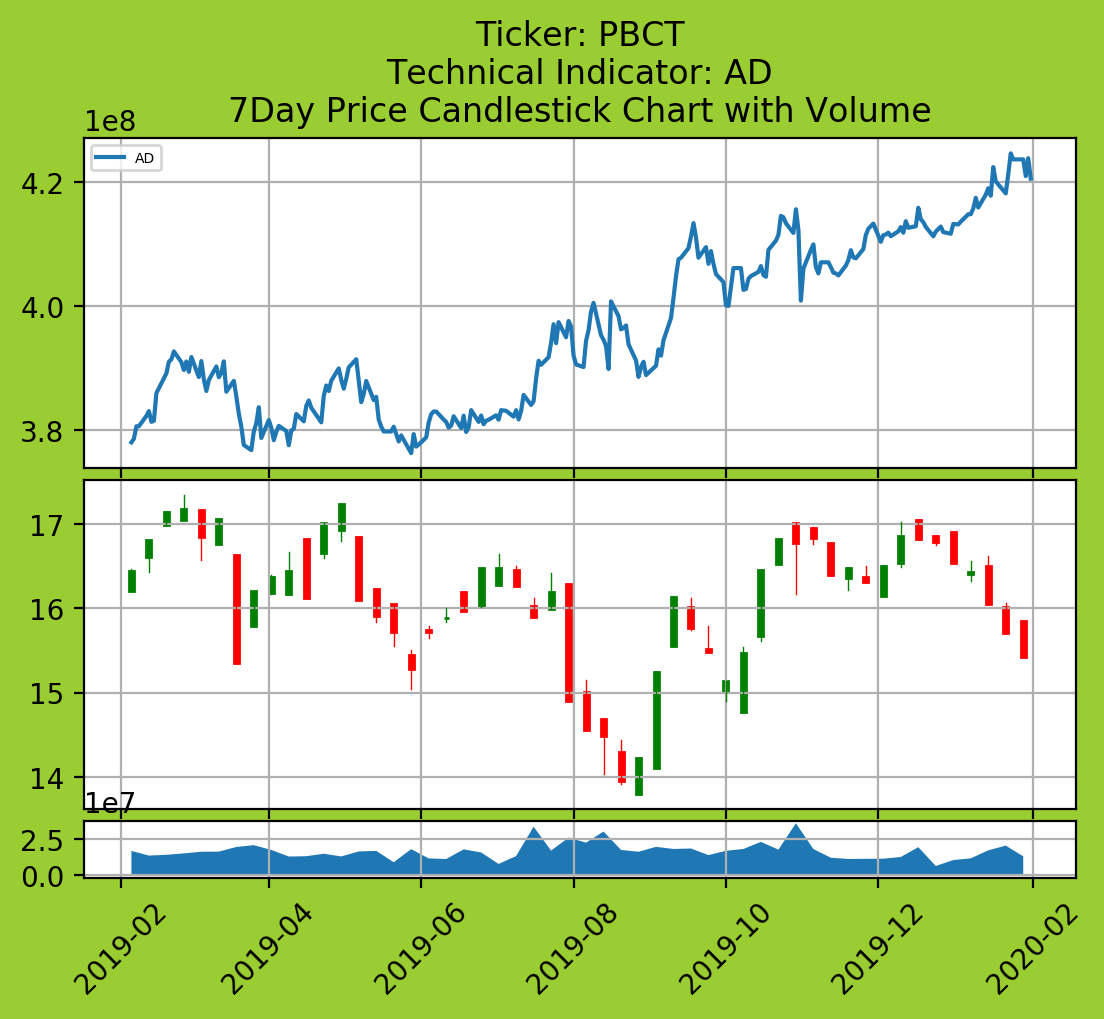 Ticker: PBCT
Technical Indicator: AD
7Day Price Candlestick Chart with Volume
1e8
AD
4.2
4.0
3.8
17
16
15
14
1e7
2.5
0.0
2019-02
2019-04
2019-06
2019-08
2019-10
2019-12
2020-02